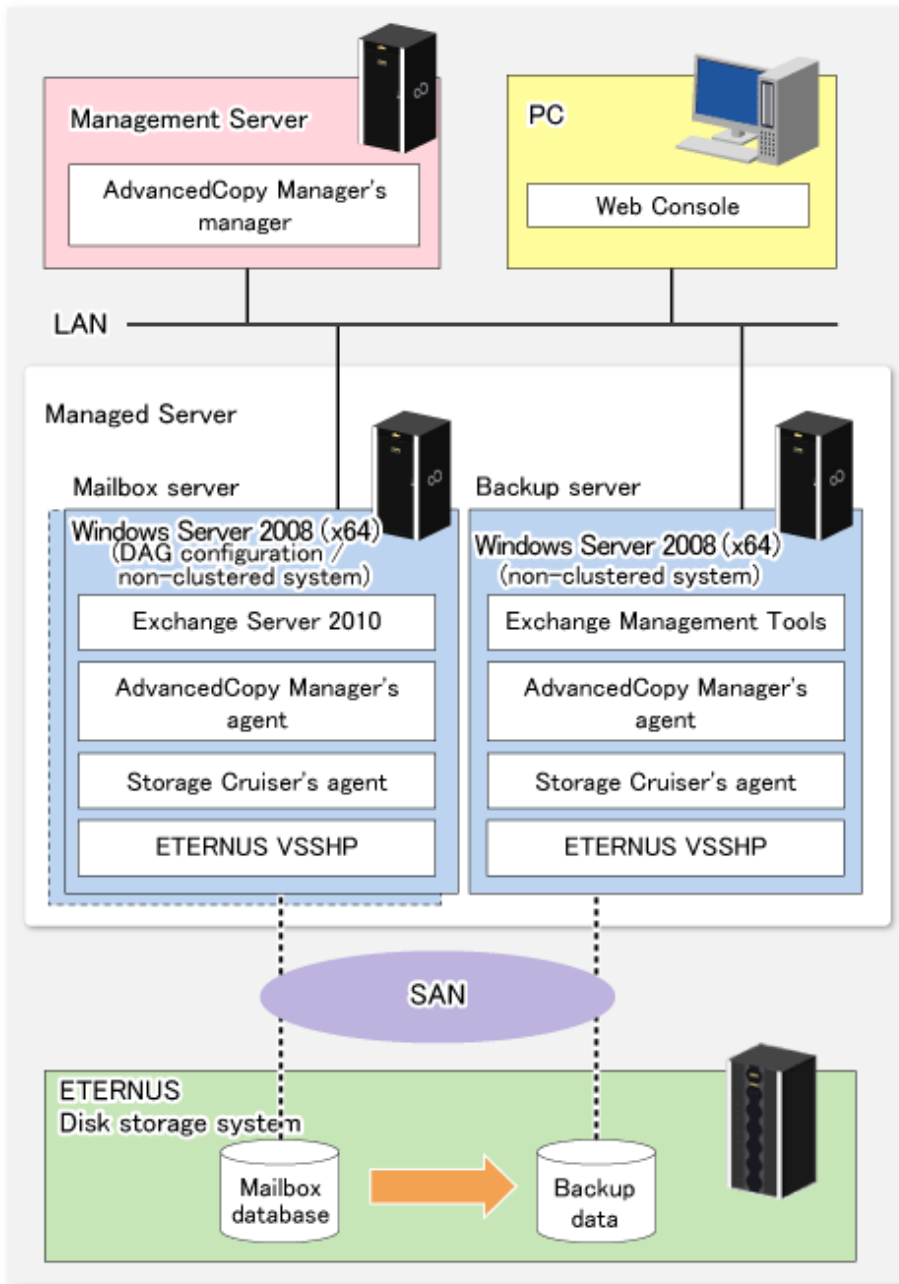 Management Server
AdvancedCopy Manager's
manager
PC
Web Console
LAN
Managed Server
Mailbox server
Windows Server 2008 (x64)
(DAG configuration /
non-clustered system)
Exchange Server 2010
AdvancedCopy Manager's
agent
Storage Cruiser's agent
ETERNUS VSSHP
Backup server
Windows Server 2008 (x64)
(non-clustered system)
Exchange Management Tools
AdvancedCopy Manager's
agent
Storage Cruiser's agent
ETERNUS VSSHP
SAN
ETERNUS
Disk storage system
Mailbox
database
Backup
data